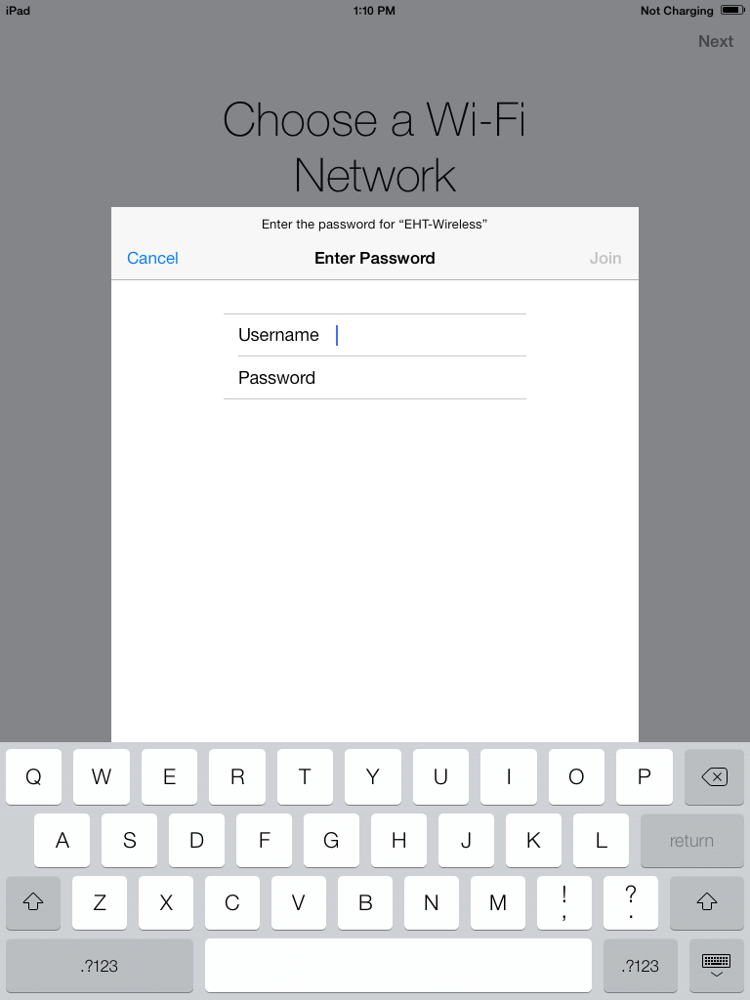 iPad 1:10 PM Not Charging
Next
Choose a Wi-Fi
Network
Enter the password for “EHT-Wireless”
Cancel Enter Password Join
Username
Password
Q W E R T Y U I O P
A S D F G H J K L return
Z X C V B N M ! , ? .
.?123 .?123